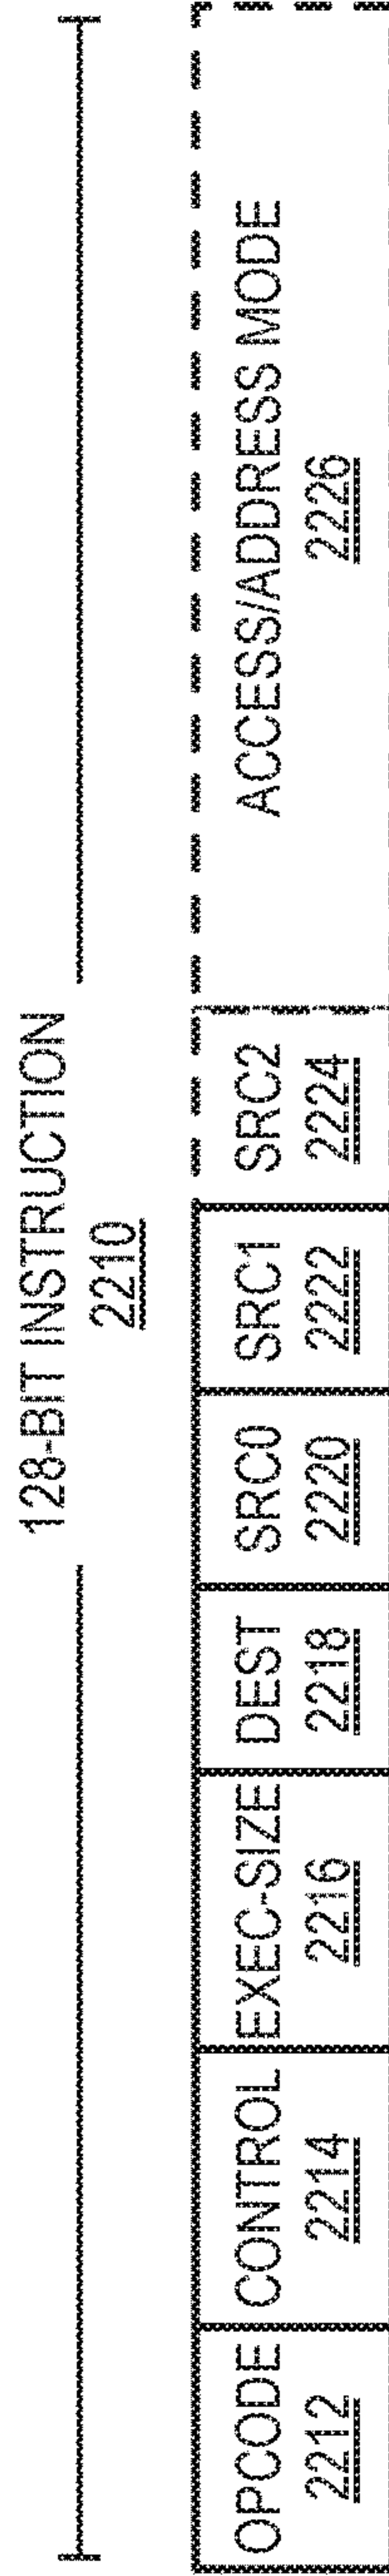 128-BIT INSTRUCTION
2210
OPCODE
2212
CONTROL
2214
EXEC-SIZE
2216
DEST
2218
SRC0
2220
SRC1
2222
SRC2
2224
ACCESS/ADDRESS MODE
2226